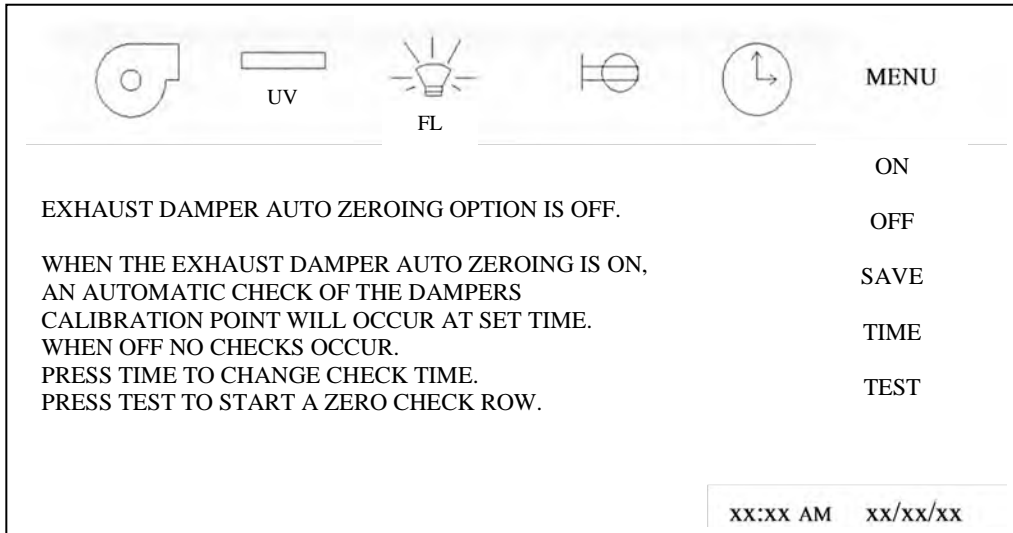 UV
FL
MENU
ON
OFF
SAVE
TIME
TEST
EXHAUST DAMPER AUTO ZEROING OPTION IS OFF.
WHEN THE EXHAUST DAMPER AUTO ZEROING IS ON,
AN AUTOMATIC CHECK OF THE DAMPERS
CALIBRATION POINT WILL OCCUR AT SET TIME.
WHEN OFF NO CHECKS OCCUR.
PRESS TIME TO CHANGE CHECK TIME.
PRESS TEST TO START A ZERO CHECK ROW.
xx:xx AM xx/xx/xx